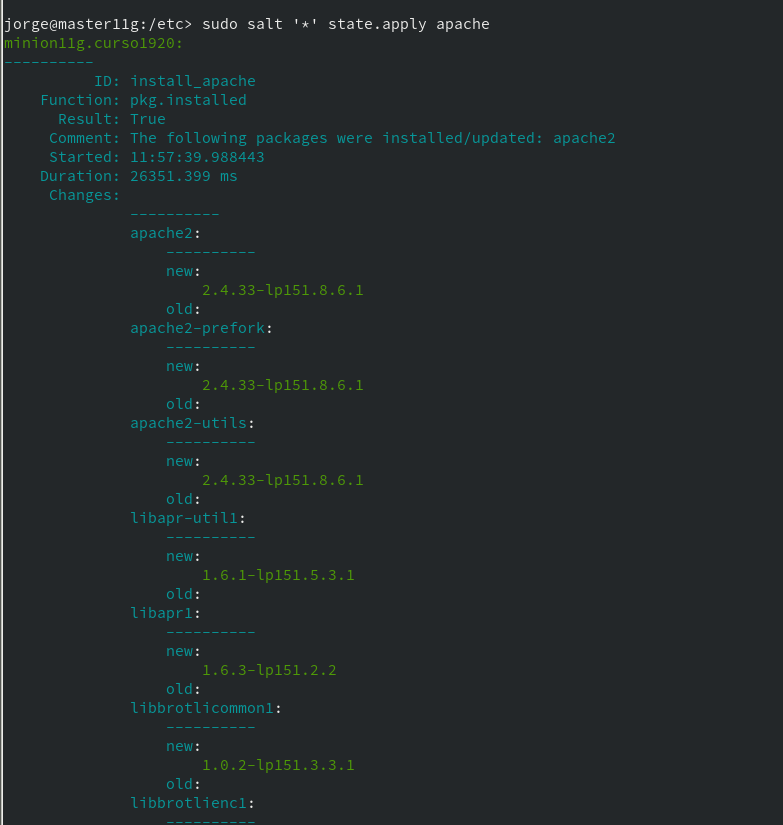 jorge@master11g:/etc> sudo salt '*' state.apply apache
minion11g.curso1920:
----------
          ID: install_apache
    Function: pkg.installed
      Result: True
     Comment: The following packages were installed/updated: apache2
     Started: 11:57:39.988443
    Duration: 26351.399 ms
     Changes:
              ----------
              apache2:
                  ----------
                  new:
                      2.4.33-lp151.8.6.1
                  old:
              apache2-prefork:
                  ----------
                  new:
                      2.4.33-lp151.8.6.1
                  old:
              apache2-utils:
                  ----------
                  new:
                      2.4.33-lp151.8.6.1
                  old:
              libapr-util1:
                  ----------
                  new:
                      1.6.1-lp151.5.3.1
                  old:
              libapr1:
                  ----------
                  new:
                      1.6.3-lp151.2.2
                  old:
              libbrotlicommon1:
                  ----------
                  new:
                      1.0.2-lp151.3.3.1
                  old:
              libbrotlienc1:
                  ----------